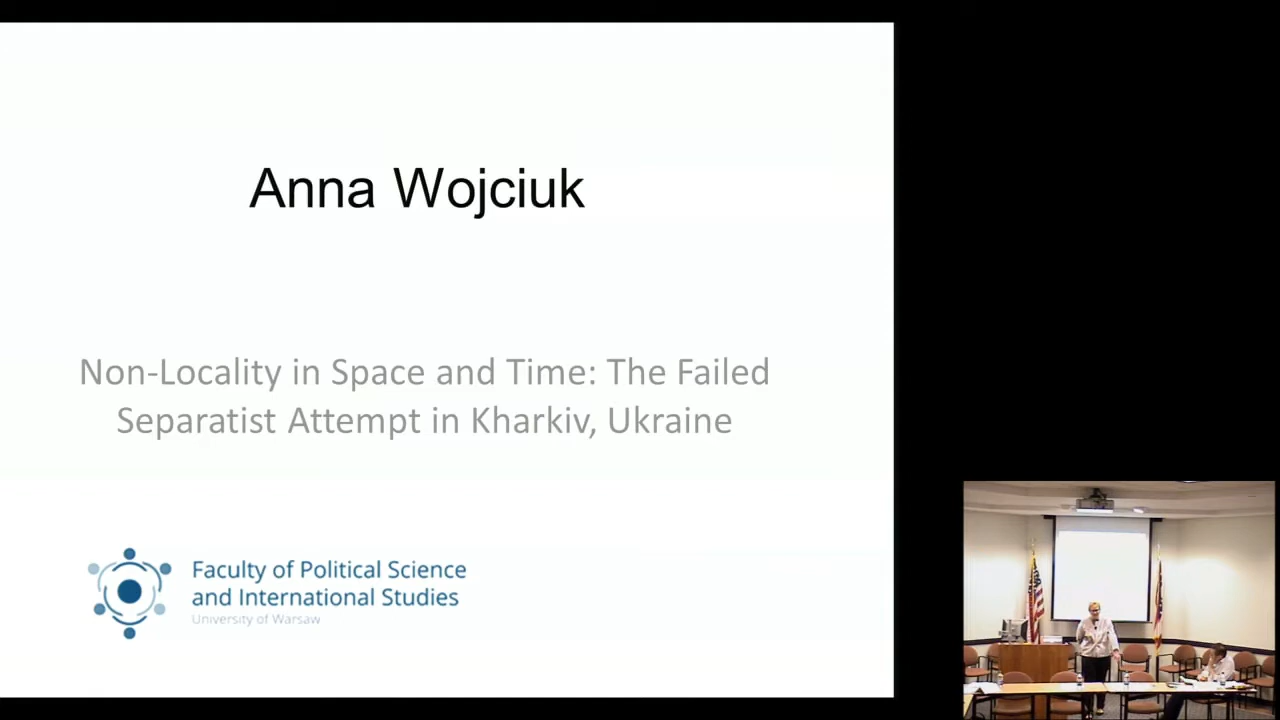 Anna Wojciuk
Non-Locality in Space and Time: The Failed
Separatist Attempt in Kharkiv, Ukraine
Faculty of Political Science
and International Studies
University of Warsaw